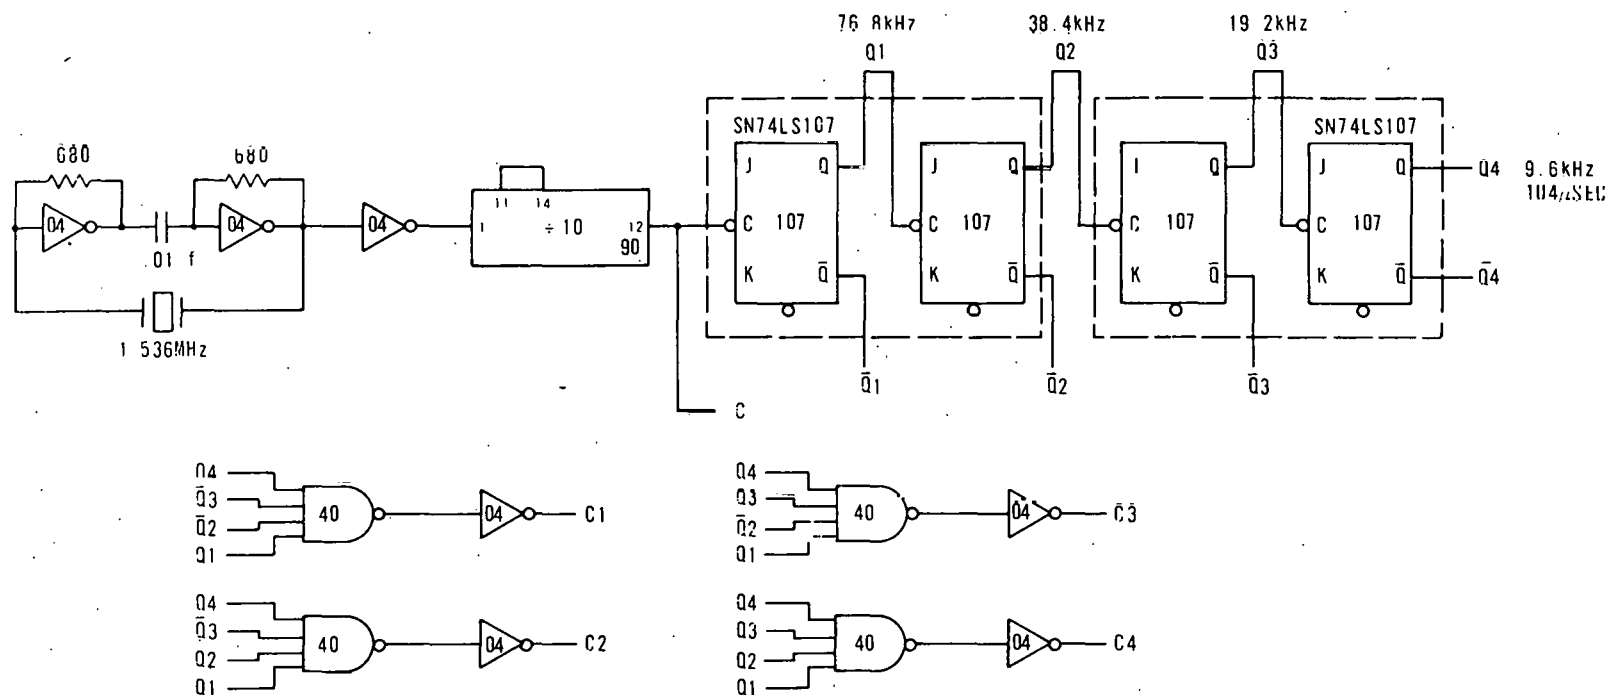 76.8kHz
Q1
38.4kHz
Q2
19.2kHz
Q3
SN74LS107
SN74LS107
680
680
04
04
.01 f
1.536MHz
04
11
14
1
÷ 10
12
90
J
Q
C
107
K
Q̅
J
Q
C
107
K
Q̅
J
Q
C
107
K
Q̅
J
Q
C
107
K
Q̅
Q4
9.6kHz
104μSEC
Q̅4
Q̅1
Q̅2
Q̅3
C
Q4
Q̅3
Q̅2
Q1
40
04
C1
Q4
Q3
Q̅2
Q1
40
04
C3
Q4
Q̅3
Q2
Q1
40
04
C2
Q4
Q3
Q2
Q1
40
04
C4